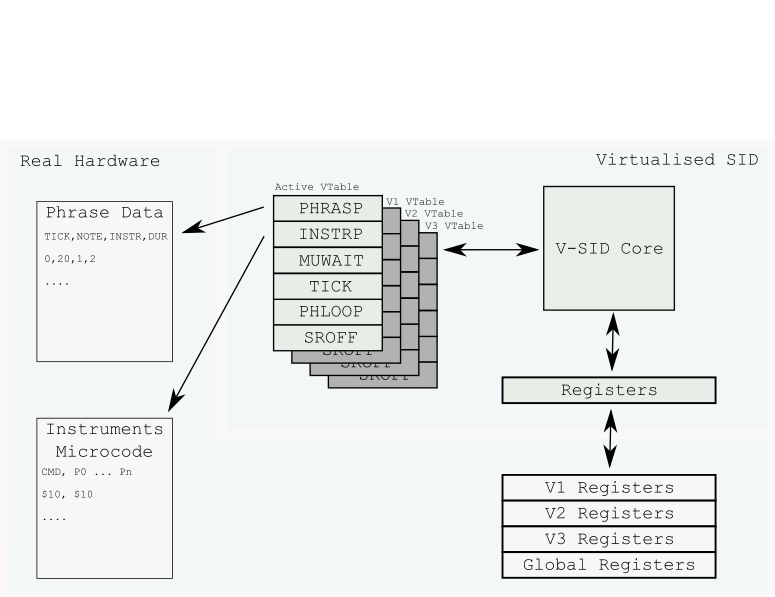 Real Hardware
Virtualised SID
Phrase Data
TICK,NOTE,INSTR,DUR
0,20,1,2
....
Instruments
Microcode
CMD, P0 ... Pn
$10, $10
....
Active VTable
V1 VTable
V2 VTable
V3 VTable
PHRASP
INSTRP
MUWAIT
TICK
PHLOOP
SROFF
SROFF
SROFF
SROFF
V-SID Core
Registers
V1 Registers
V2 Registers
V3 Registers
Global Registers